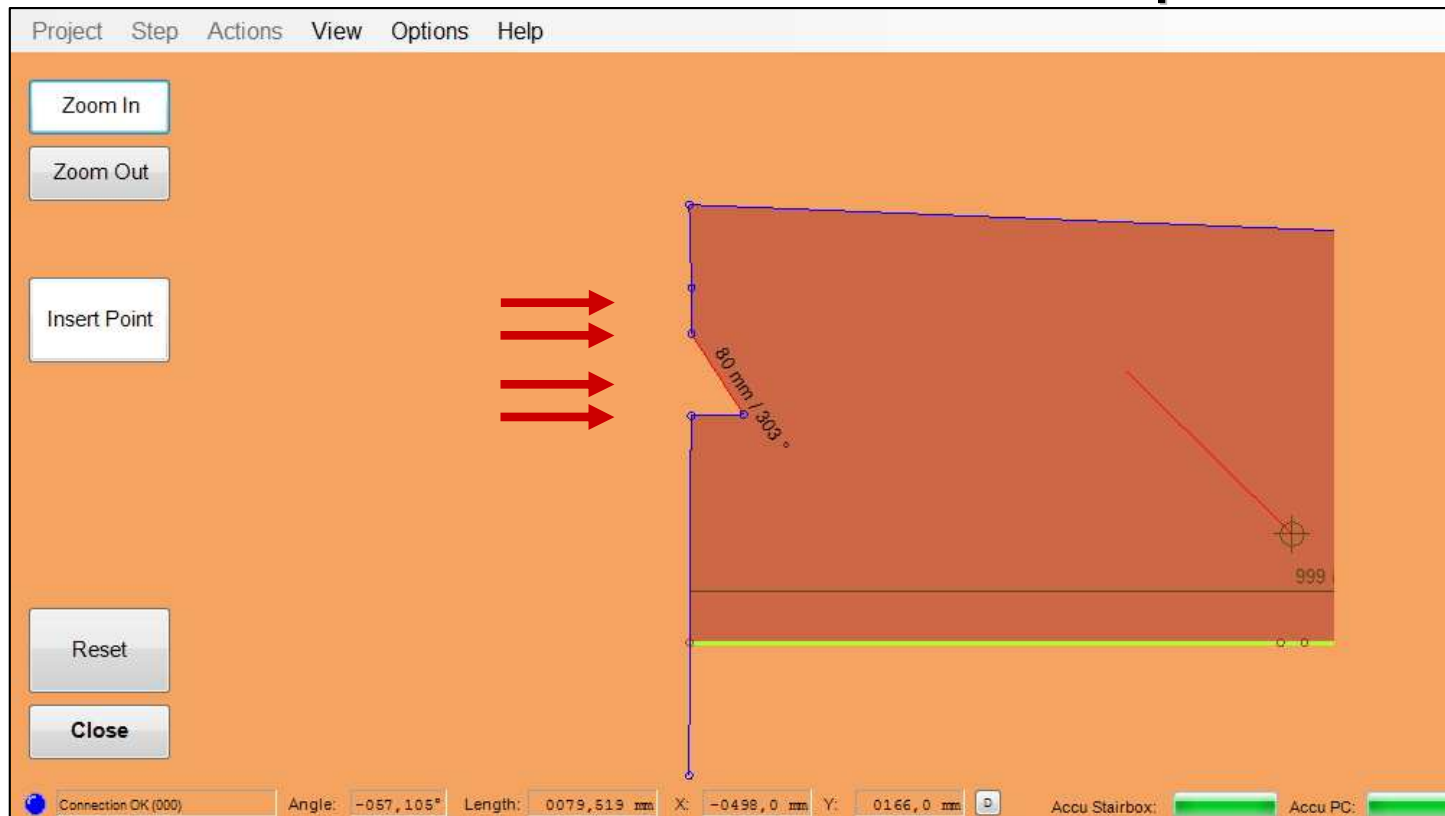 Project Step Actions View Options Help
Zoom In
Zoom Out
Insert Point
80 mm / 303 °
999
Reset
Close
Connection OK (000) Angle: -057,105° Length: 0079,519 mm X: -0498,0 mm Y: 0166,0 mm D Accu Stairbox: Accu PC: